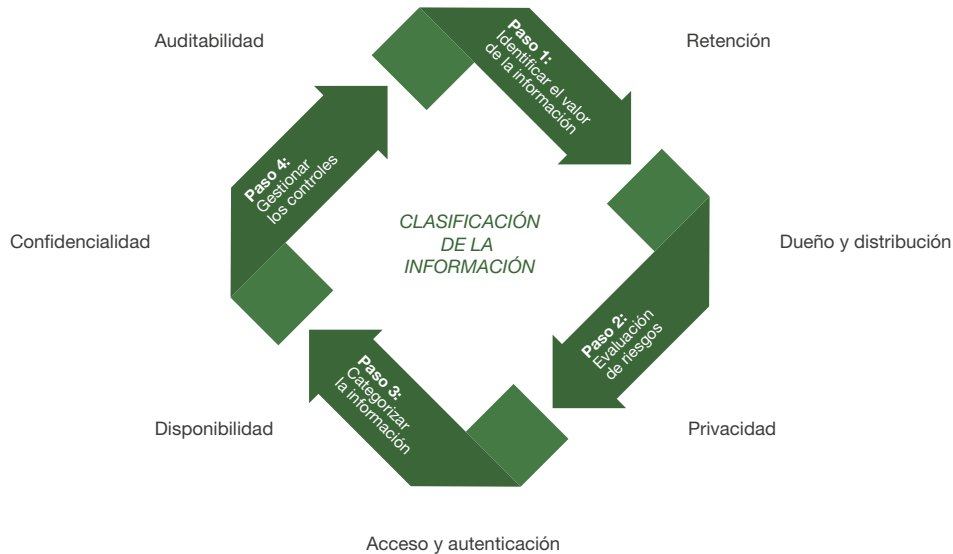 Auditabilidad
Retención
Paso 1:
Identificar el valor
de la información
Paso 4:
Gestionar
los controles
CLASIFICACIÓN
DE LA
INFORMACIÓN
Confidencialidad
Dueño y distribución
Paso 2:
Evaluación
de riesgos
Paso 3:
Categorizar
la información
Disponibilidad
Privacidad
Acceso y autenticación